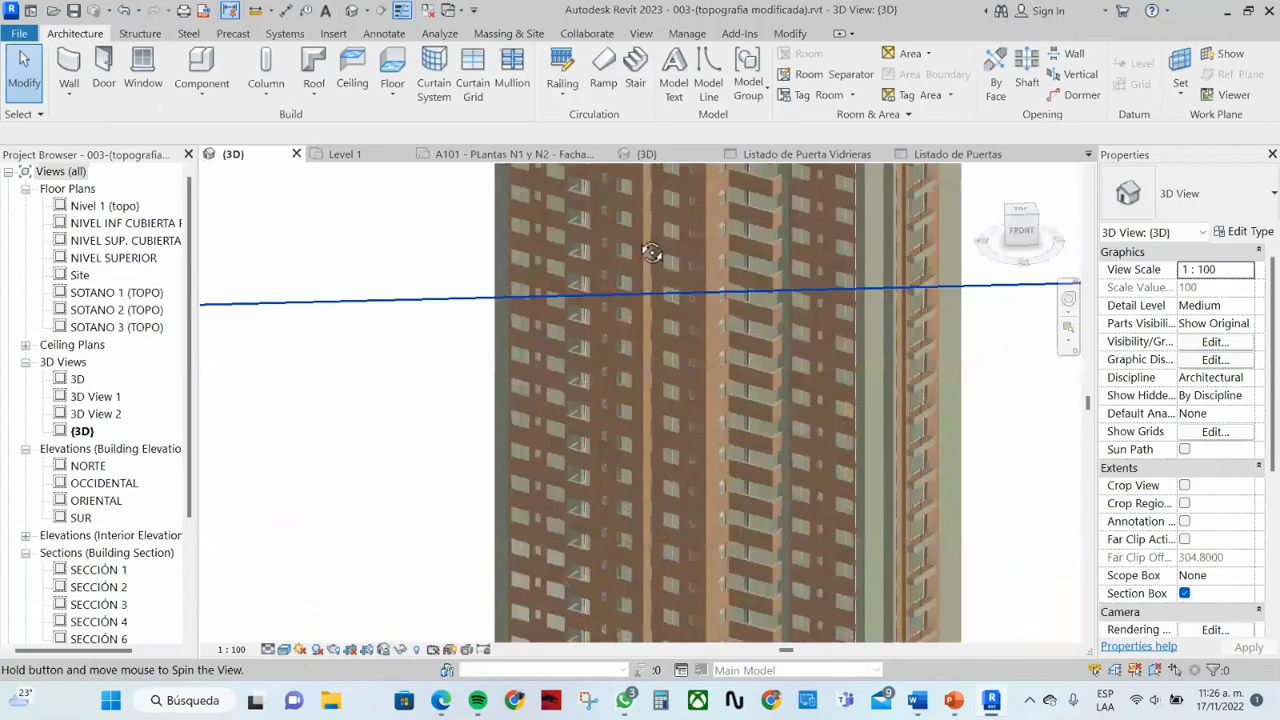 Autodesk Revit 2023 - 003-(topografia modificada).rvt - 3D View: {3D}
Sign In
File
Architecture
Structure
Steel
Precast
Systems
Insert
Annotate
Analyze
Massing & Site
Collaborate
View
Manage
Add-Ins
Modify
Modify
Wall
Door
Window
Component
Column
Roof
Ceiling
Floor
Curtain System
Curtain Grid
Mullion
Railing
Ramp
Stair
Model Text
Model Line
Model Group
Room
Room Separator
Tag Room
Area
Area Boundary
Tag Area
By Face
Shaft
Wall
Vertical
Dormer
Level
Grid
Set
Show
Ref Plane
Viewer
Select
Build
Circulation
Model
Room & Area
Opening
Datum
Work Plane
Project Browser - 003-(topografia...
{3D}
Level 1
A101 - PLantas N1 y N2 - Facha...
{3D}
Listado de Puerta Vidrieras
Listado de Puertas
Properties
Views (all)
Floor Plans
Nivel 1 (topo)
NIVEL INF CUBIERTA F
NIVEL SUP. CUBIERTA
NIVEL SUPERIOR
Site
SOTANO 1 (TOPO)
SOTANO 2 (TOPO)
SOTANO 3 (TOPO)
Ceiling Plans
3D Views
3D
3D View 1
3D View 2
{3D}
Elevations (Building Elevatio
NORTE
OCCIDENTAL
ORIENTAL
SUR
Elevations (Interior Elevation
Sections (Building Section)
SECCIÓN 1
SECCIÓN 2
SECCIÓN 3
SECCIÓN 4
SECCIÓN 6
TOP
FRONT
3D View
3D View: {3D}
Edit Type
Graphics
View Scale 1 : 100
Scale Value... 100
Detail Level Medium
Parts Visibili... Show Original
Visibility/Gr... Edit...
Graphic Dis... Edit...
Discipline Architectural
Show Hidde... By Discipline
Default Ana... None
Show Grids Edit...
Sun Path
Extents
Crop View
Crop Regio...
Annotation ...
Far Clip Acti...
Far Clip Off... 304.8000
Scope Box None
Section Box
Camera
Rendering ... Edit...
Properties help
Apply
1 : 100
Hold button and move mouse to Spin the View.
:0
Main Model
:0
23°
Búsqueda
3
9
ESP
LAA
11:26 a. m.
17/11/2022